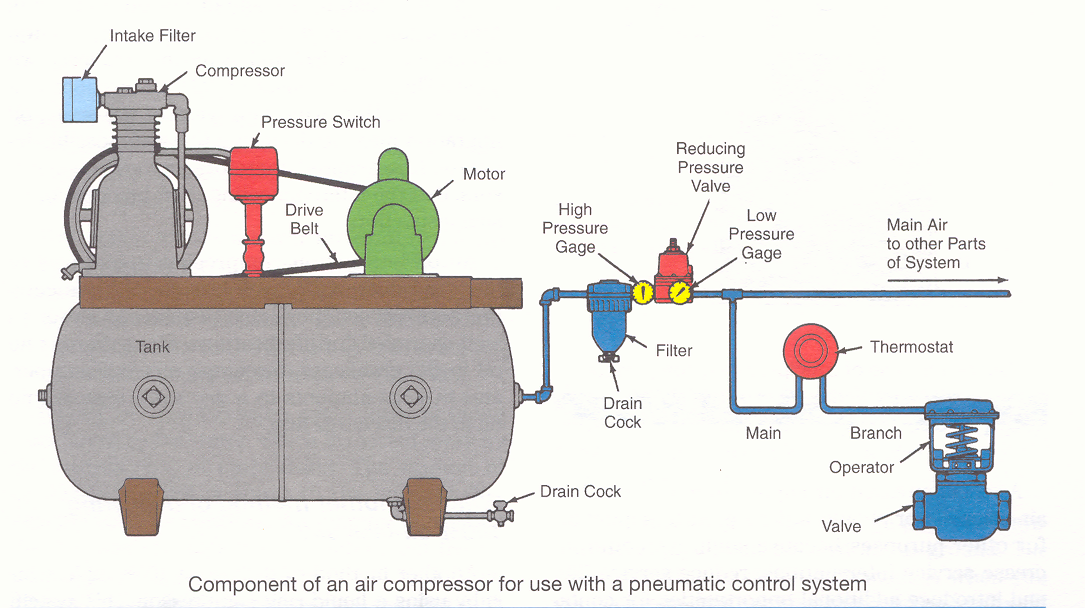 Intake Filter
Compressor
Pressure Switch
Reducing
Pressure
Valve
Motor
High
Pressure
Gage
Low
Pressure
Gage
Drive
Belt
Main Air
to other Parts
of System
Tank
Filter
Thermostat
Drain
Cock
Main
Branch
Operator
Drain Cock
Valve
Component of an air compressor for use with a pneumatic control system